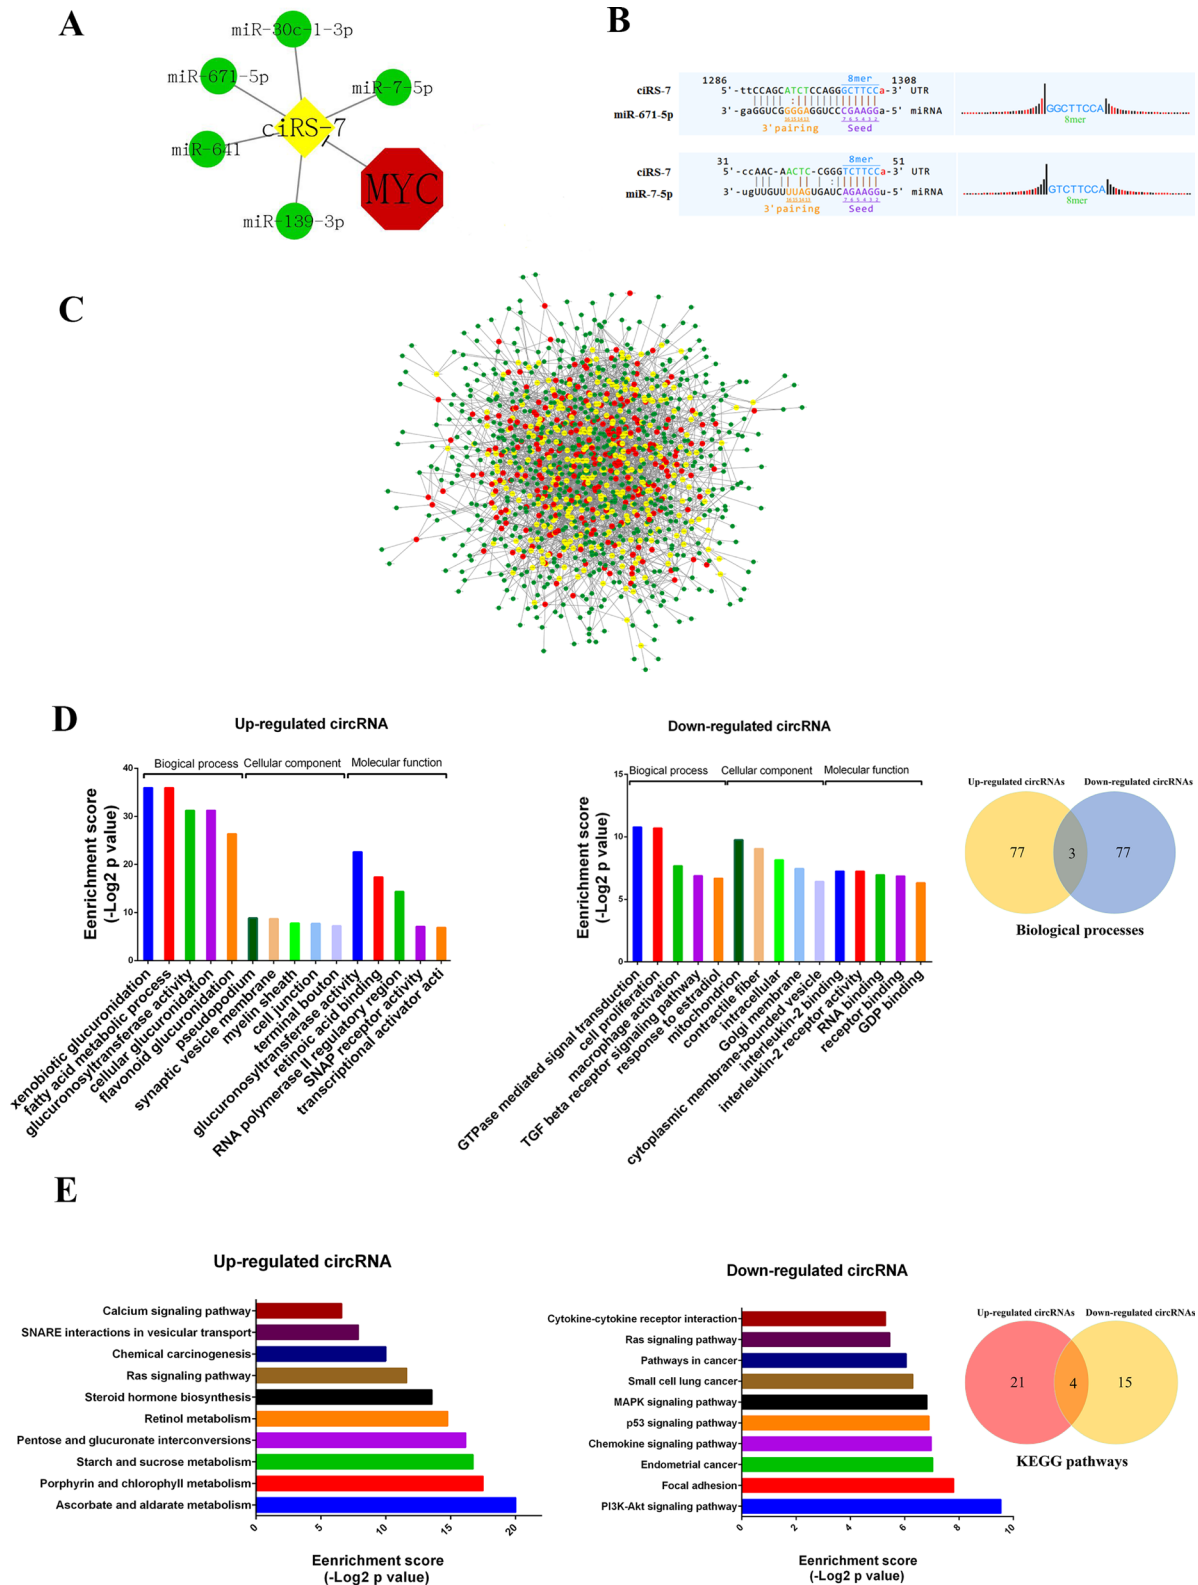 A
miR-30c-1-3p
miR-671-5p
miR-7-5p
ciRS-7
miR-641
MYC
miR-139-3p
B
1286 8mer 1308
ciRS-7 5'-ttCCAGCATCTCCAGGGCTTCCa-3' UTR
miR-671-5p 3'-gaGGUCGGGGAGGUCCCGAAGGa-5' miRNA
3'pairing Seed
GGCTTCCA
8mer
31 8mer 51
ciRS-7 5'-ccAAC-AACTC-CGGGTCTTCCa-3' UTR
miR-7-5p 3'-ugUUGUUUUAGUGAUCAGAAGGu-5' miRNA
3'pairing Seed
GTCTTCCA
8mer
C
D
Up-regulated circRNA
Biogical process Cellular component Molecular function
Eenrichment score
(-Log2 p value)
40
30
20
10
0
xenobiotic glucuronidation
fatty acid metabolic process
glucuronosyltransferase activity
cellular glucuronidation
flavonoid glucuronidation
pseudopodium
synaptic vesicle membrane
myelin sheath
cell junction
terminal bouton
glucuronosyltransferase activity
retinoic acid binding
RNA polymerase II regulatory region
SNAP receptor activity
transcriptional activator acti
Down-regulated circRNA
Biogical process Cellular component Molecular function
Eenrichment score
(-Log2 p value)
15
10
5
0
GTPase mediated signal transduction
cell proliferation
macrophage activation
TGF beta receptor signaling pathway
response to estradiol
mitochondrion
contractile fiber
intracellular
Golgi membrane
cytoplasmic membrane-bounded vesicle
interleukin-2 binding
interleukin-2 receptor activity
RNA binding
receptor binding
GDP binding
Up-regulated circRNAs Down-regulated circRNAs
77 3 77
Biological processes
E
Up-regulated circRNA
Calcium signaling pathway
SNARE interactions in vesicular transport
Chemical carcinogenesis
Ras signaling pathway
Steroid hormone biosynthesis
Retinol metabolism
Pentose and glucuronate interconversions
Starch and sucrose metabolism
Porphyrin and chlorophyll metabolism
Ascorbate and aldarate metabolism
0 5 10 15 20
Eenrichment score
(-Log2 p value)
Down-regulated circRNA
Cytokine-cytokine receptor interaction
Ras signaling pathway
Pathways in cancer
Small cell lung cancer
MAPK signaling pathway
p53 signaling pathway
Chemokine signaling pathway
Endometrial cancer
Focal adhesion
PI3K-Akt signaling pathway
0 2 4 6 8 10
Eenrichment score
(-Log2 p value)
Up-regulated circRNAs Down-regulated circRNAs
21 4 15
KEGG pathways